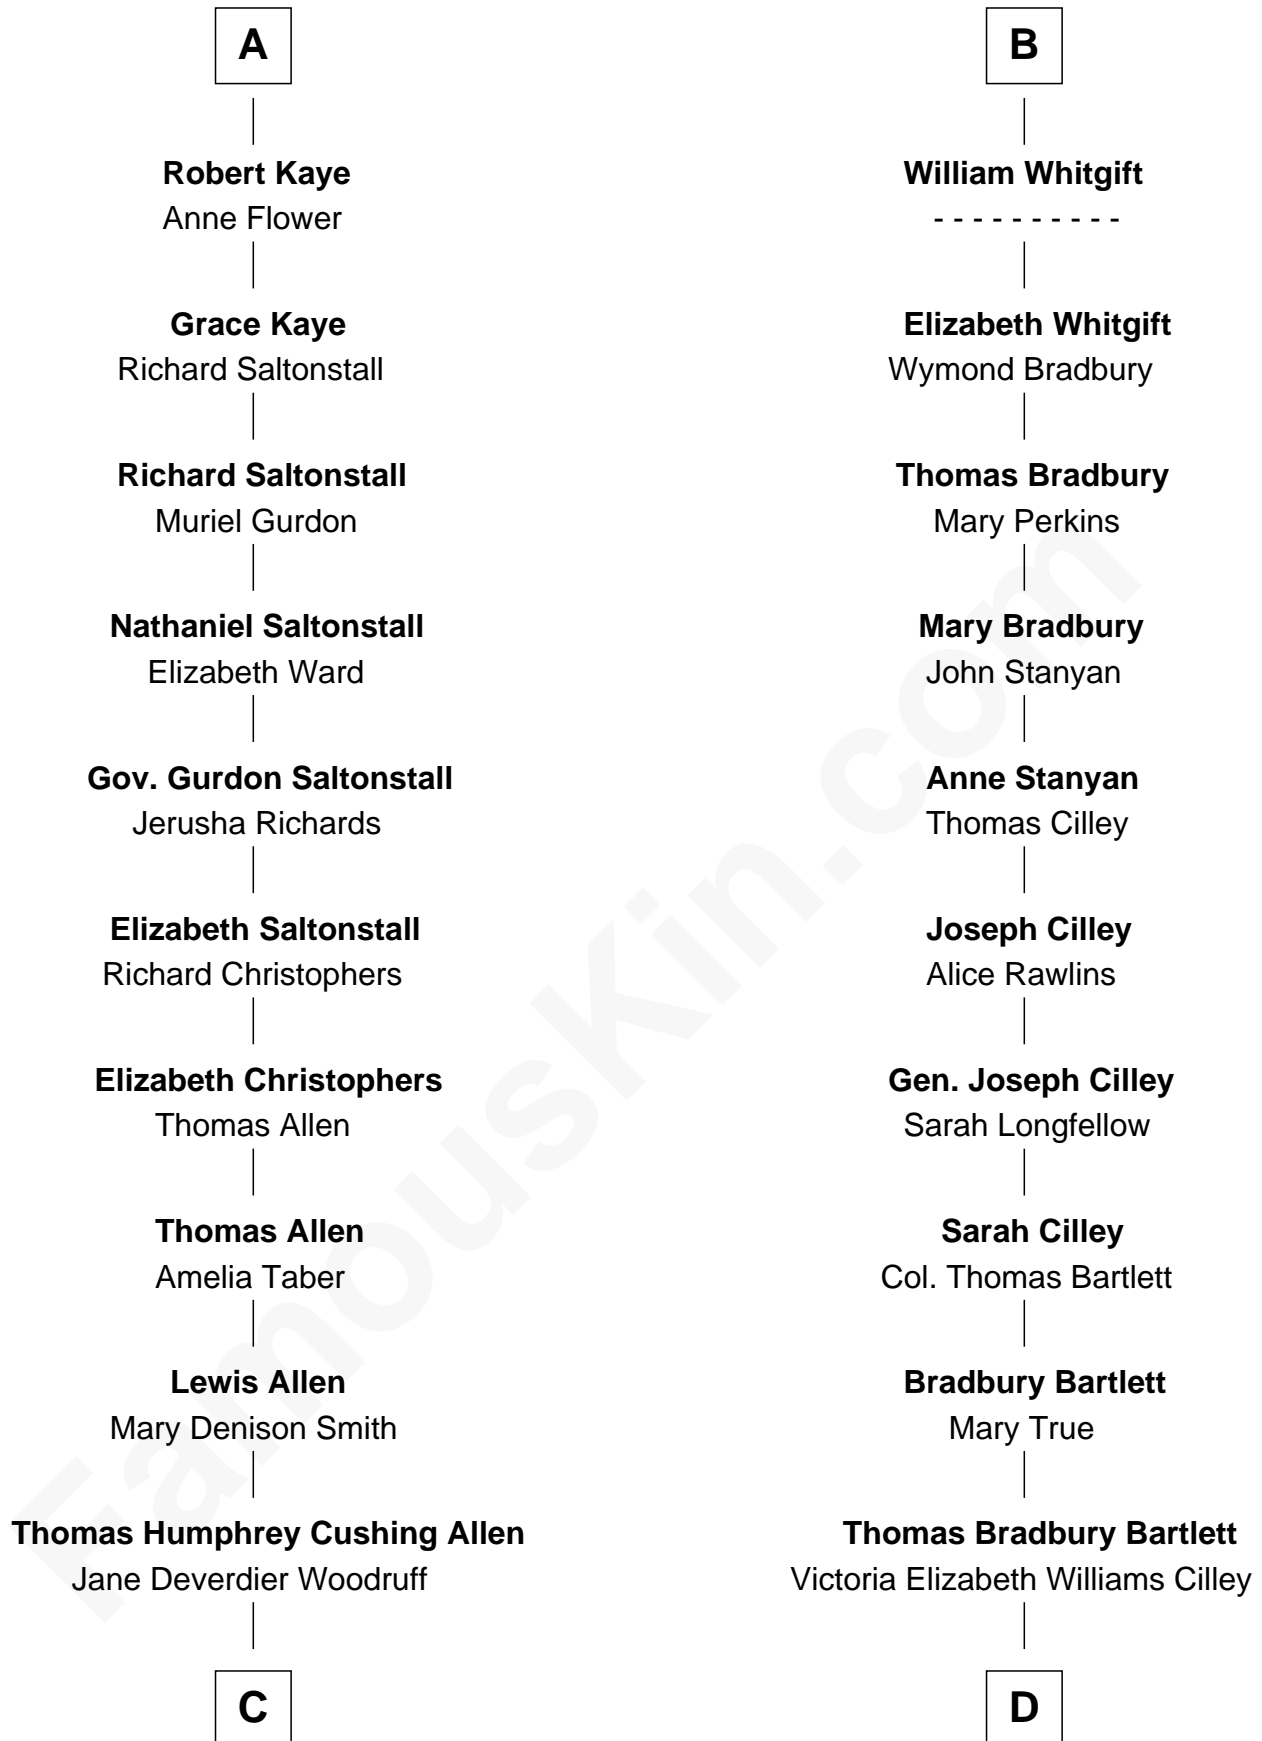 A
Robert Kaye
Anne Flower
Grace Kaye
Richard Saltonstall
Richard Saltonstall
Muriel Gurdon
Nathaniel Saltonstall
Elizabeth Ward
Gov. Gurdon Saltonstall
Jerusha Richards
Elizabeth Saltonstall
Richard Christophers
Elizabeth Christophers
Thomas Allen
Thomas Allen
Amelia Taber
Lewis Allen
Mary Denison Smith
Thomas Humphrey Cushing Allen
Jane Deverdier Woodruff
C
B
William Whitgift
- - - - - - - - - -
Elizabeth Whitgift
Wymond Bradbury
Thomas Bradbury
Mary Perkins
Mary Bradbury
John Stanyan
Anne Stanyan
Thomas Cilley
Joseph Cilley
Alice Rawlins
Gen. Joseph Cilley
Sarah Longfellow
Sarah Cilley
Col. Thomas Bartlett
Bradbury Bartlett
Mary True
Thomas Bradbury Bartlett
Victoria Elizabeth Williams Cilley
D
FamousKin.com